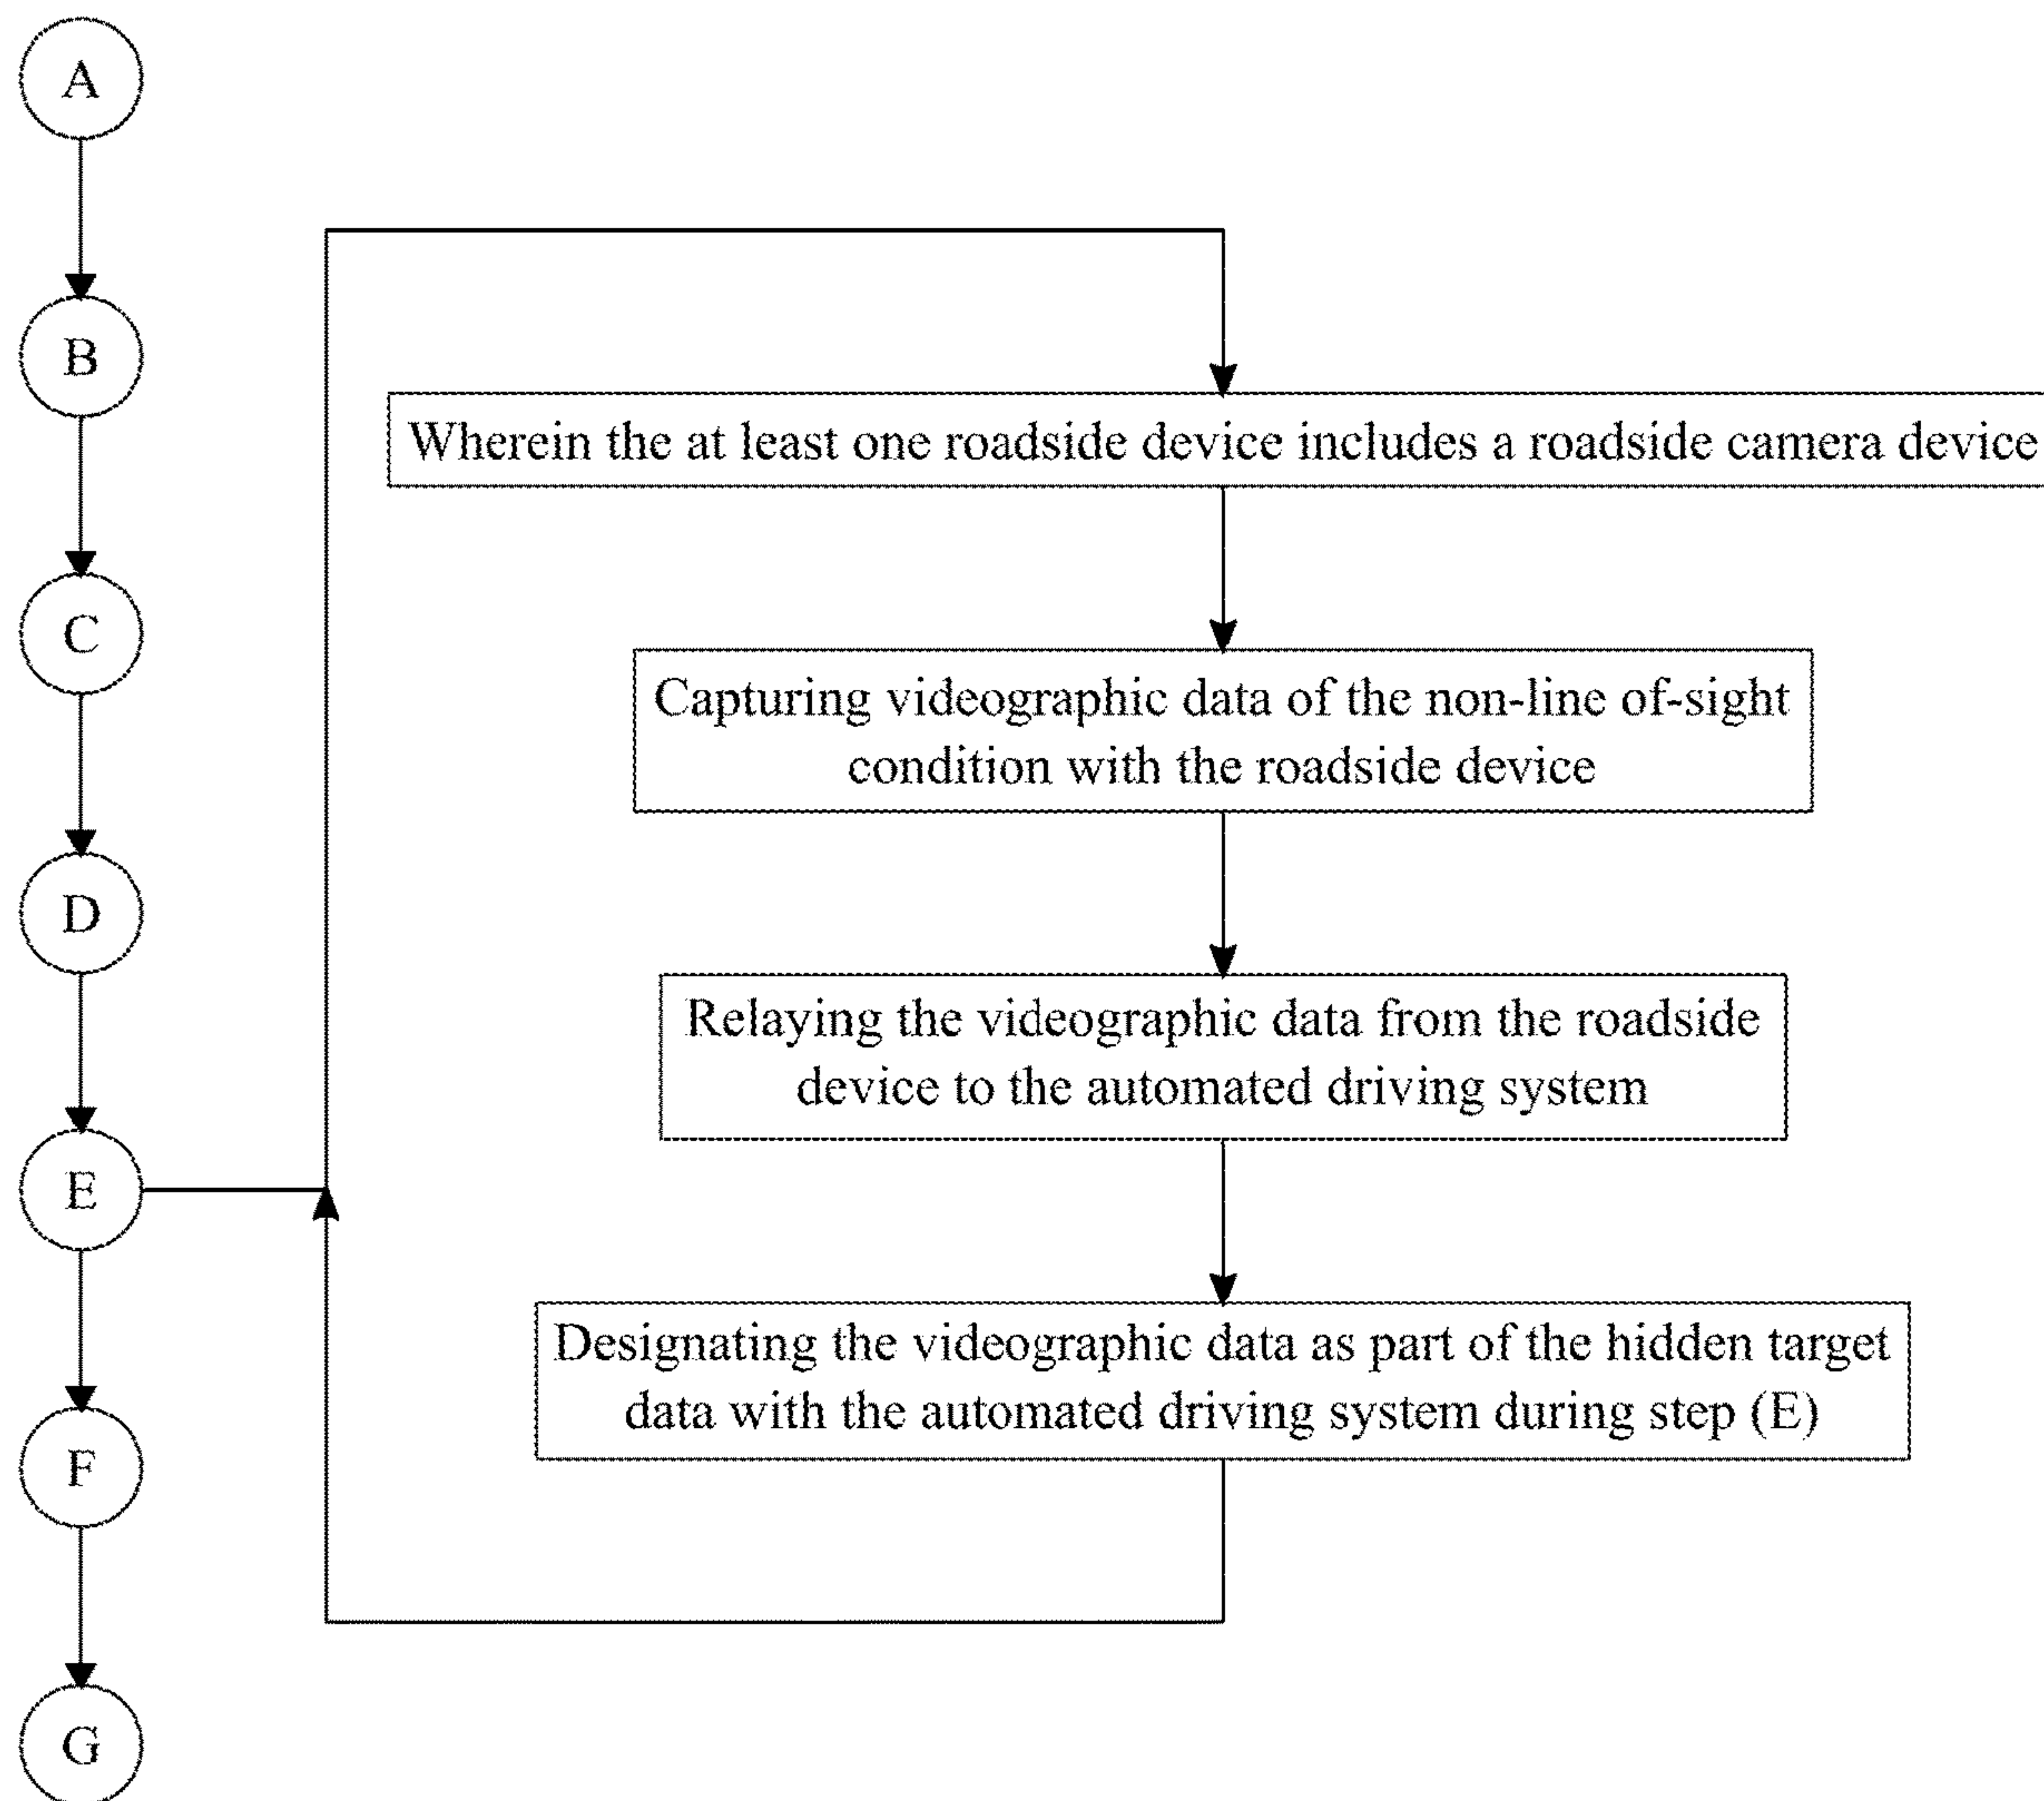 A
B
C
D
E
F
G
Wherein the at least one roadside device includes a roadside camera device
Capturing videographic data of the non-line of-sight
condition with the roadside device
Relaying the videographic data from the roadside
device to the automated driving system
Designating the videographic data as part of the hidden target
data with the automated driving system during step (E)